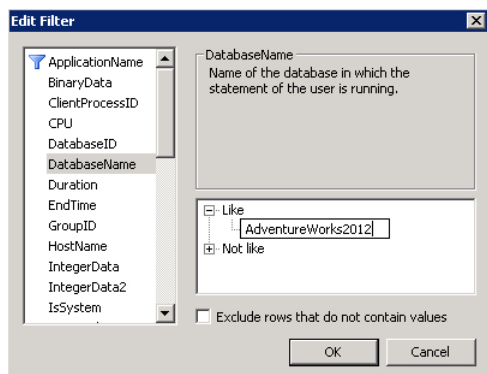 Edit Filter
ApplicationName
BinaryData
ClientProcessID
CPU
DatabaseID
DatabaseName
Duration
EndTime
GroupID
HostName
IntegerData
IntegerData2
IsSystem
DatabaseName
Name of the database in which the
statement of the user is running.
Like
AdventureWorks2012
Not like
Exclude rows that do not contain values
OK
Cancel